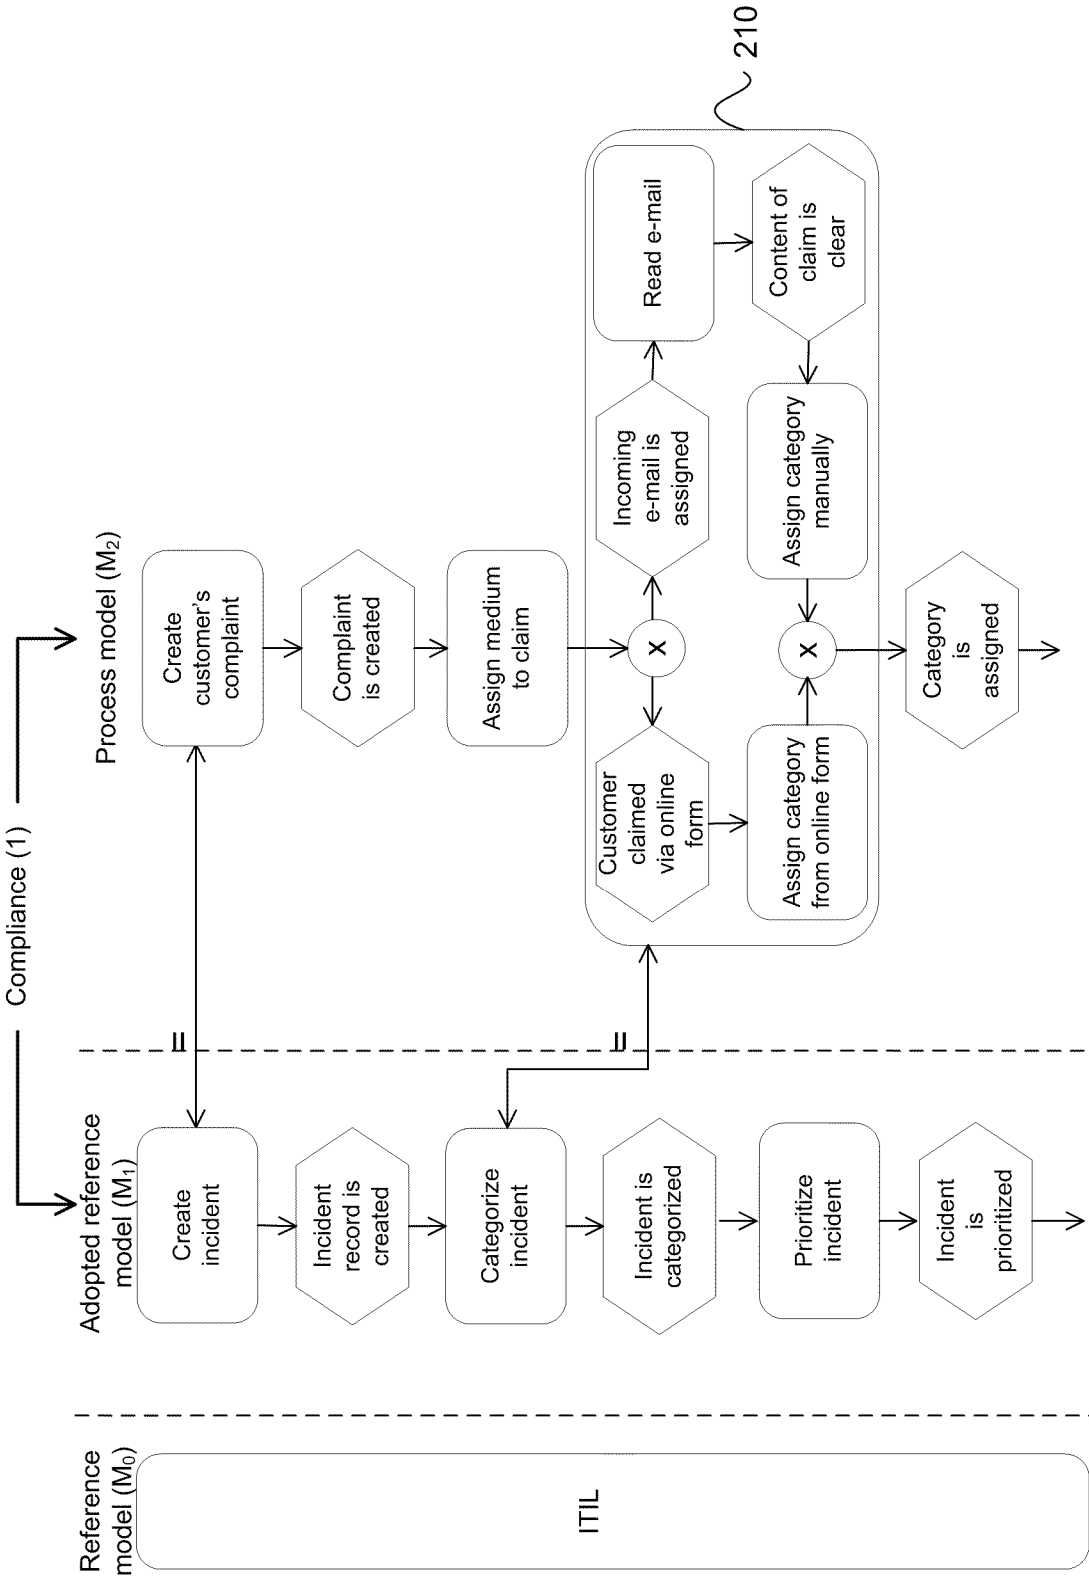 Compliance (1)
Reference
model (M₀)
Adopted reference
model (M₁)
Process model (M₂)
ITIL
Create
incident
Incident
record is
created
Categorize
incident
Incident is
categorized
Prioritize
incident
Incident
is
prioritized
=
=
Create
customer's
complaint
Complaint
is created
Assign medium
to claim
X
Customer
claimed
via online
form
Incoming
e-mail is
assigned
Read e-mail
Content of
claim is
clear
Assign category
manually
Assign category
from online form
X
Category
is
assigned
210